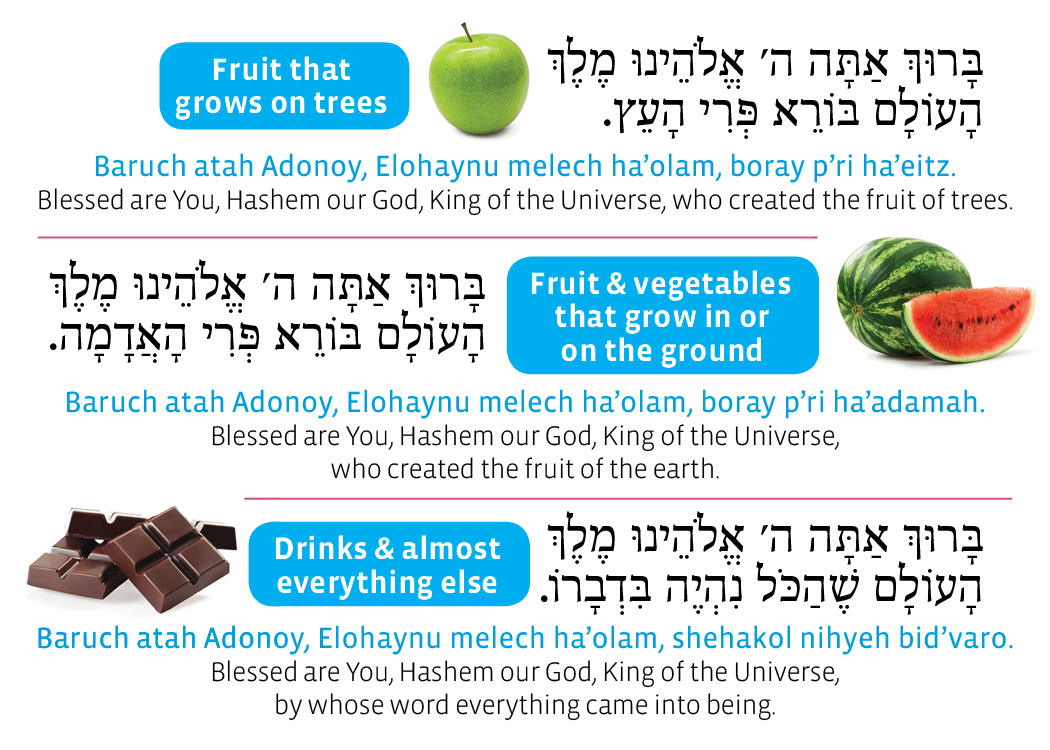 Fruit that
grows on trees
בָּרוּךְ אַתָּה ה׳ אֱלֹהֵינוּ מֶלֶךְ
הָעוֹלָם בּוֹרֵא פְּרִי הָעֵץ.
Baruch atah Adonoy, Elohaynu melech ha’olam, boray p’ri ha’eitz.
Blessed are You, Hashem our God, King of the Universe, who created the fruit of trees.
בָּרוּךְ אַתָּה ה׳ אֱלֹהֵינוּ מֶלֶךְ
הָעוֹלָם בּוֹרֵא פְּרִי הָאֲדָמָה.
Fruit & vegetables
that grow in or
on the ground
Baruch atah Adonoy, Elohaynu melech ha’olam, boray p’ri ha’adamah.
Blessed are You, Hashem our God, King of the Universe,
who created the fruit of the earth.
Drinks & almost
everything else
בָּרוּךְ אַתָּה ה׳ אֱלֹהֵינוּ מֶלֶךְ
הָעוֹלָם שֶׁהַכֹּל נִהְיֶה בִּדְבָרוֹ.
Baruch atah Adonoy, Elohaynu melech ha’olam, shehakol nihyeh bid’varo.
Blessed are You, Hashem our God, King of the Universe,
by whose word everything came into being.